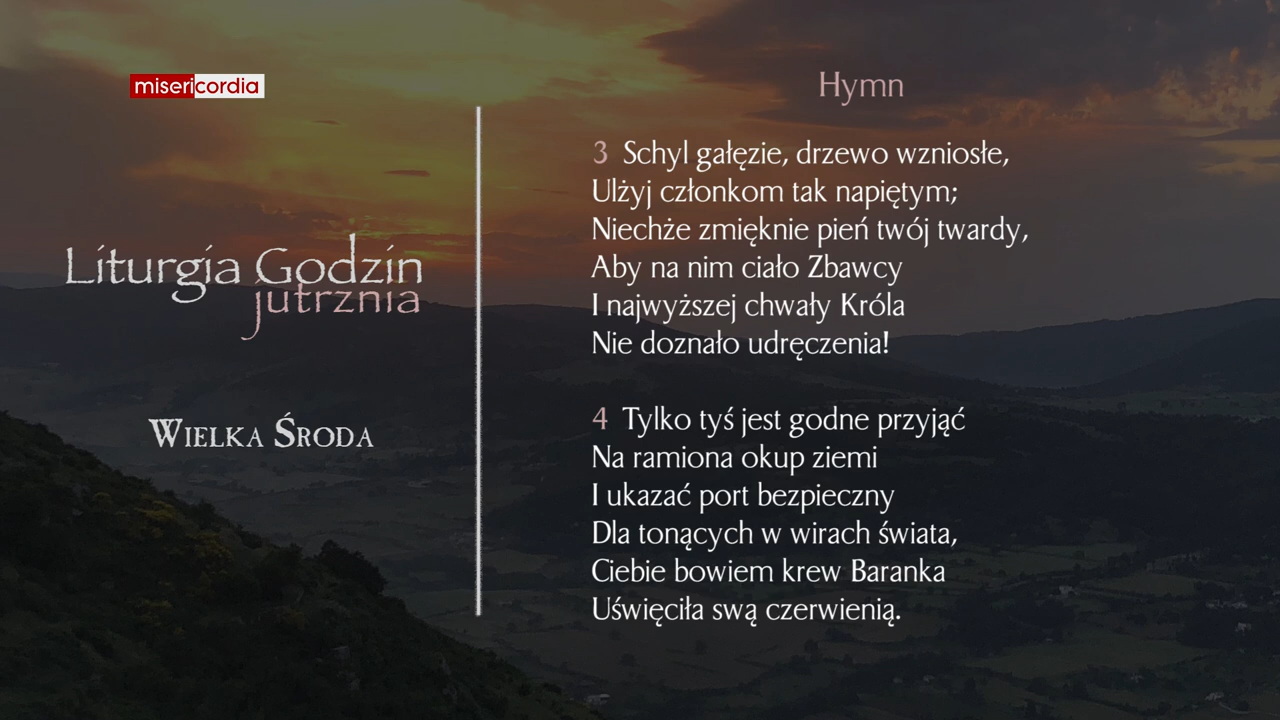 misericordia
Liturgia Godzin
jutrznia
Wielka Środa
Hymn
3 Schyl gałęzie, drzewo wzniosłe,
Ulżyj członkom tak napiętym;
Niechże zmięknie pień twój twardy,
Aby na nim ciało Zbawcy
I najwyższej chwały Króla
Nie doznało udręczenia!
4 Tylko tyś jest godne przyjąć
Na ramiona okup ziemi
I ukazać port bezpieczny
Dla tonących w wirach świata,
Ciebie bowiem krew Baranka
Uświęciła swą czerwienią.